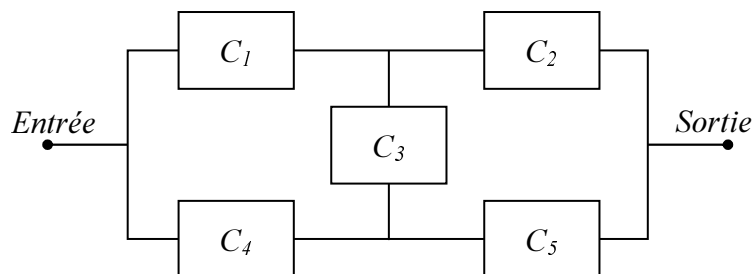 C₁
C₂
Entrée
Sortie
C₃
C₄
C₅